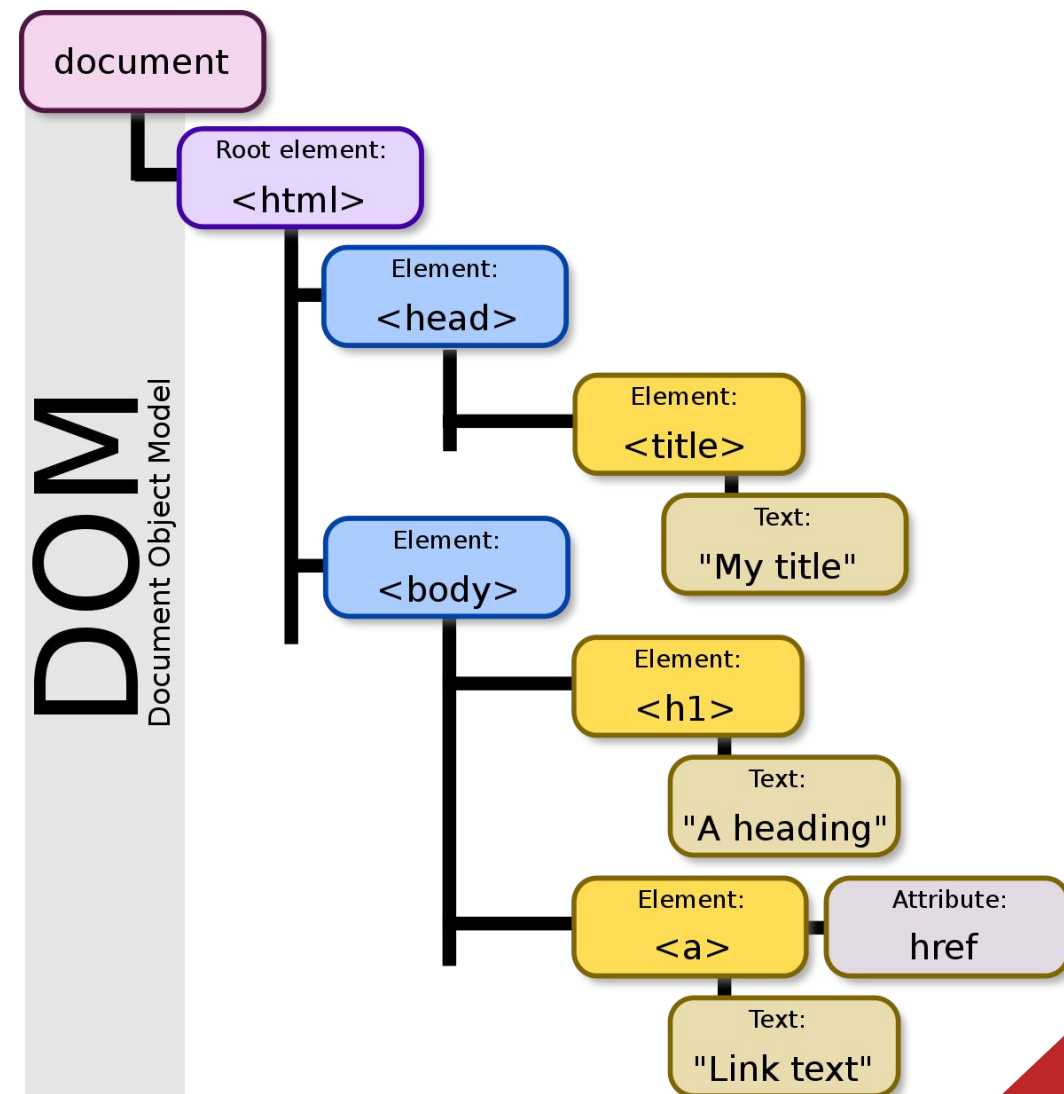 document
Root element:
<html>
Element:
<head>
Element:
<title>
Text:
"My title"
Element:
<body>
Element:
<h1>
Text:
"A heading"
Element:
<a>
Attribute:
href
Text:
"Link text"
DOM
Document Object Model